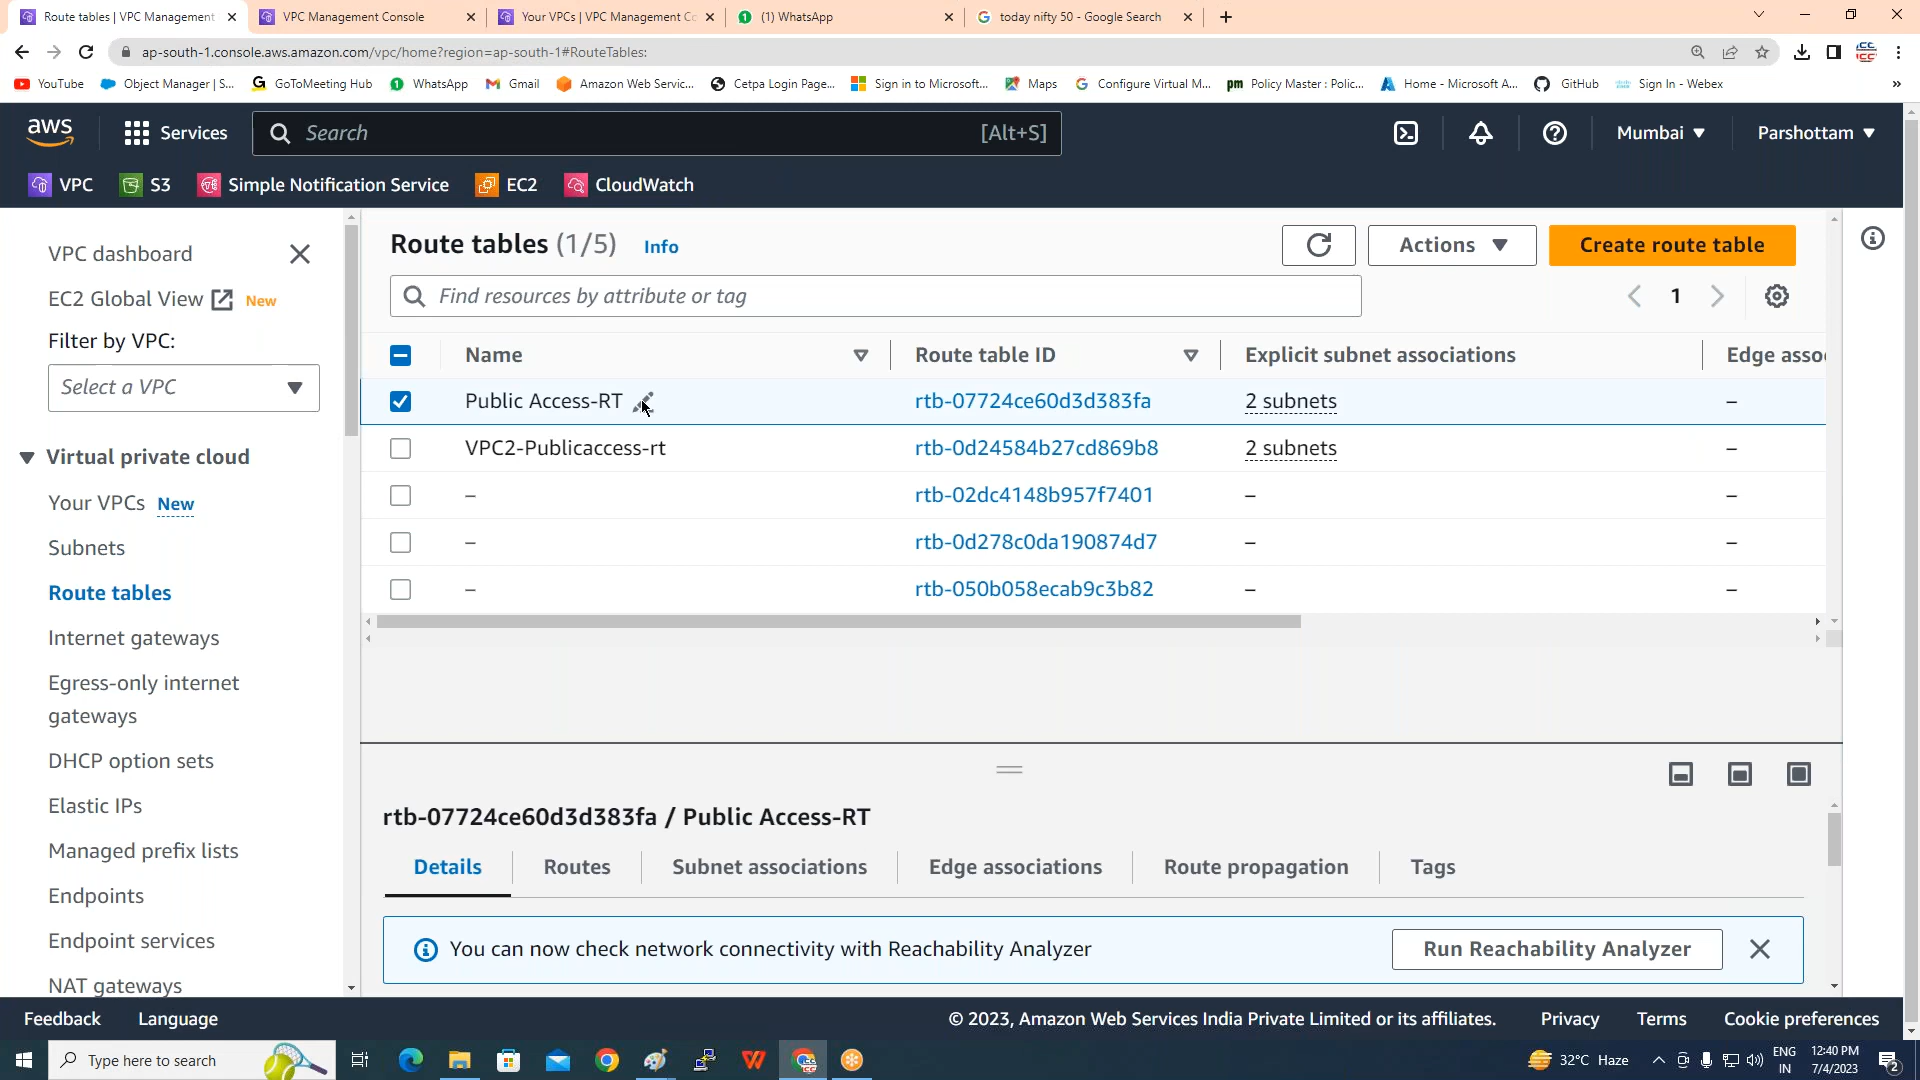 Route tables | VPC Management
VPC Management Console
Your VPCs | VPC Management Co
(1) WhatsApp
today nifty 50 - Google Search
ap-south-1.console.aws.amazon.com/vpc/home?region=ap-south-1#RouteTables:
YouTube
Object Manager | S...
GoToMeeting Hub
WhatsApp
Gmail
Amazon Web Servic...
Cetpa Login Page...
Sign in to Microsoft...
Maps
Configure Virtual M...
pm Policy Master : Polic...
Home - Microsoft A...
GitHub
Sign In - Webex
»
aws
Services
Search
[Alt+S]
Mumbai
Parshottam
VPC
S3
Simple Notification Service
EC2
CloudWatch
VPC dashboard
EC2 Global View New
Filter by VPC:
Select a VPC
Virtual private cloud
Your VPCs New
Subnets
Route tables
Internet gateways
Egress-only internet
gateways
DHCP option sets
Elastic IPs
Managed prefix lists
Endpoints
Endpoint services
NAT gateways
Route tables (1/5) Info
Actions
Create route table
Find resources by attribute or tag
1
Name Route table ID Explicit subnet associations Edge asso
Public Access-RT rtb-07724ce60d3d383fa 2 subnets –
VPC2-Publicaccess-rt rtb-0d24584b27cd869b8 2 subnets –
– rtb-02dc4148b957f7401 – –
– rtb-0d278c0da190874d7 – –
– rtb-050b058ecab9c3b82 – –
rtb-07724ce60d3d383fa / Public Access-RT
Details Routes Subnet associations Edge associations Route propagation Tags
You can now check network connectivity with Reachability Analyzer
Run Reachability Analyzer
Feedback Language
© 2023, Amazon Web Services India Private Limited or its affiliates. Privacy Terms Cookie preferences
Type here to search
32°C Haze
ENG
IN
12:40 PM
7/4/2023
2